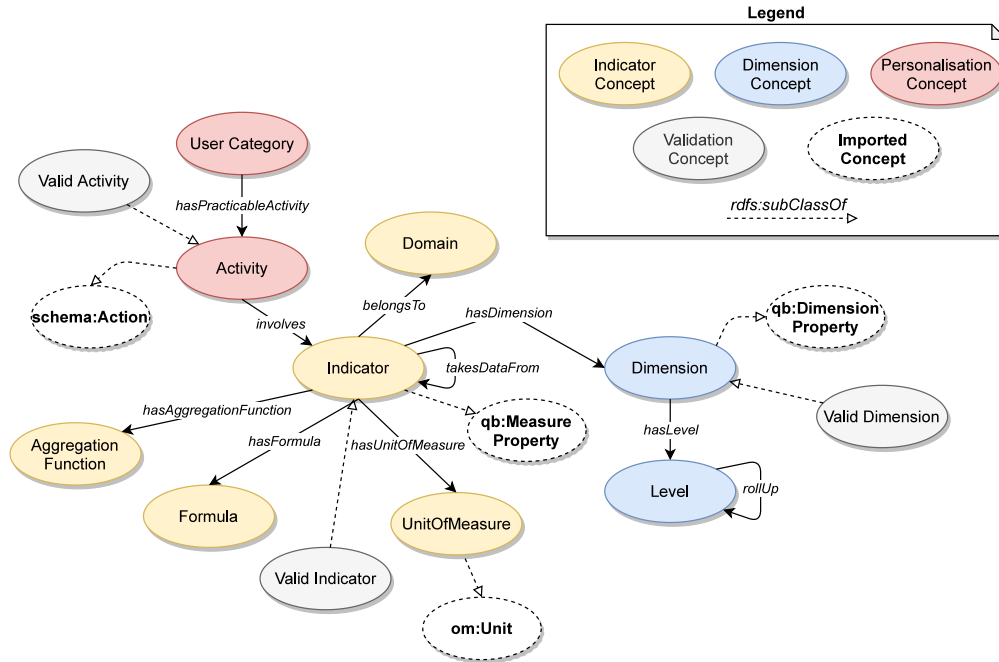 Legend
Indicator
Concept
Dimension
Concept
Personalisation
Concept
Validation
Concept
Imported
Concept
rdfs:subClassOf
User Category
Valid Activity
hasPracticableActivity
Activity
schema:Action
involves
Domain
belongsTo
hasDimension
Indicator
takesDataFrom
qb:Dimension
Property
Dimension
Valid Dimension
hasAggregationFunction
Aggregation
Function
hasFormula
hasUnitOfMeasure
qb:Measure
Property
hasLevel
Level
rollUp
Formula
UnitOfMeasure
Valid Indicator
om:Unit